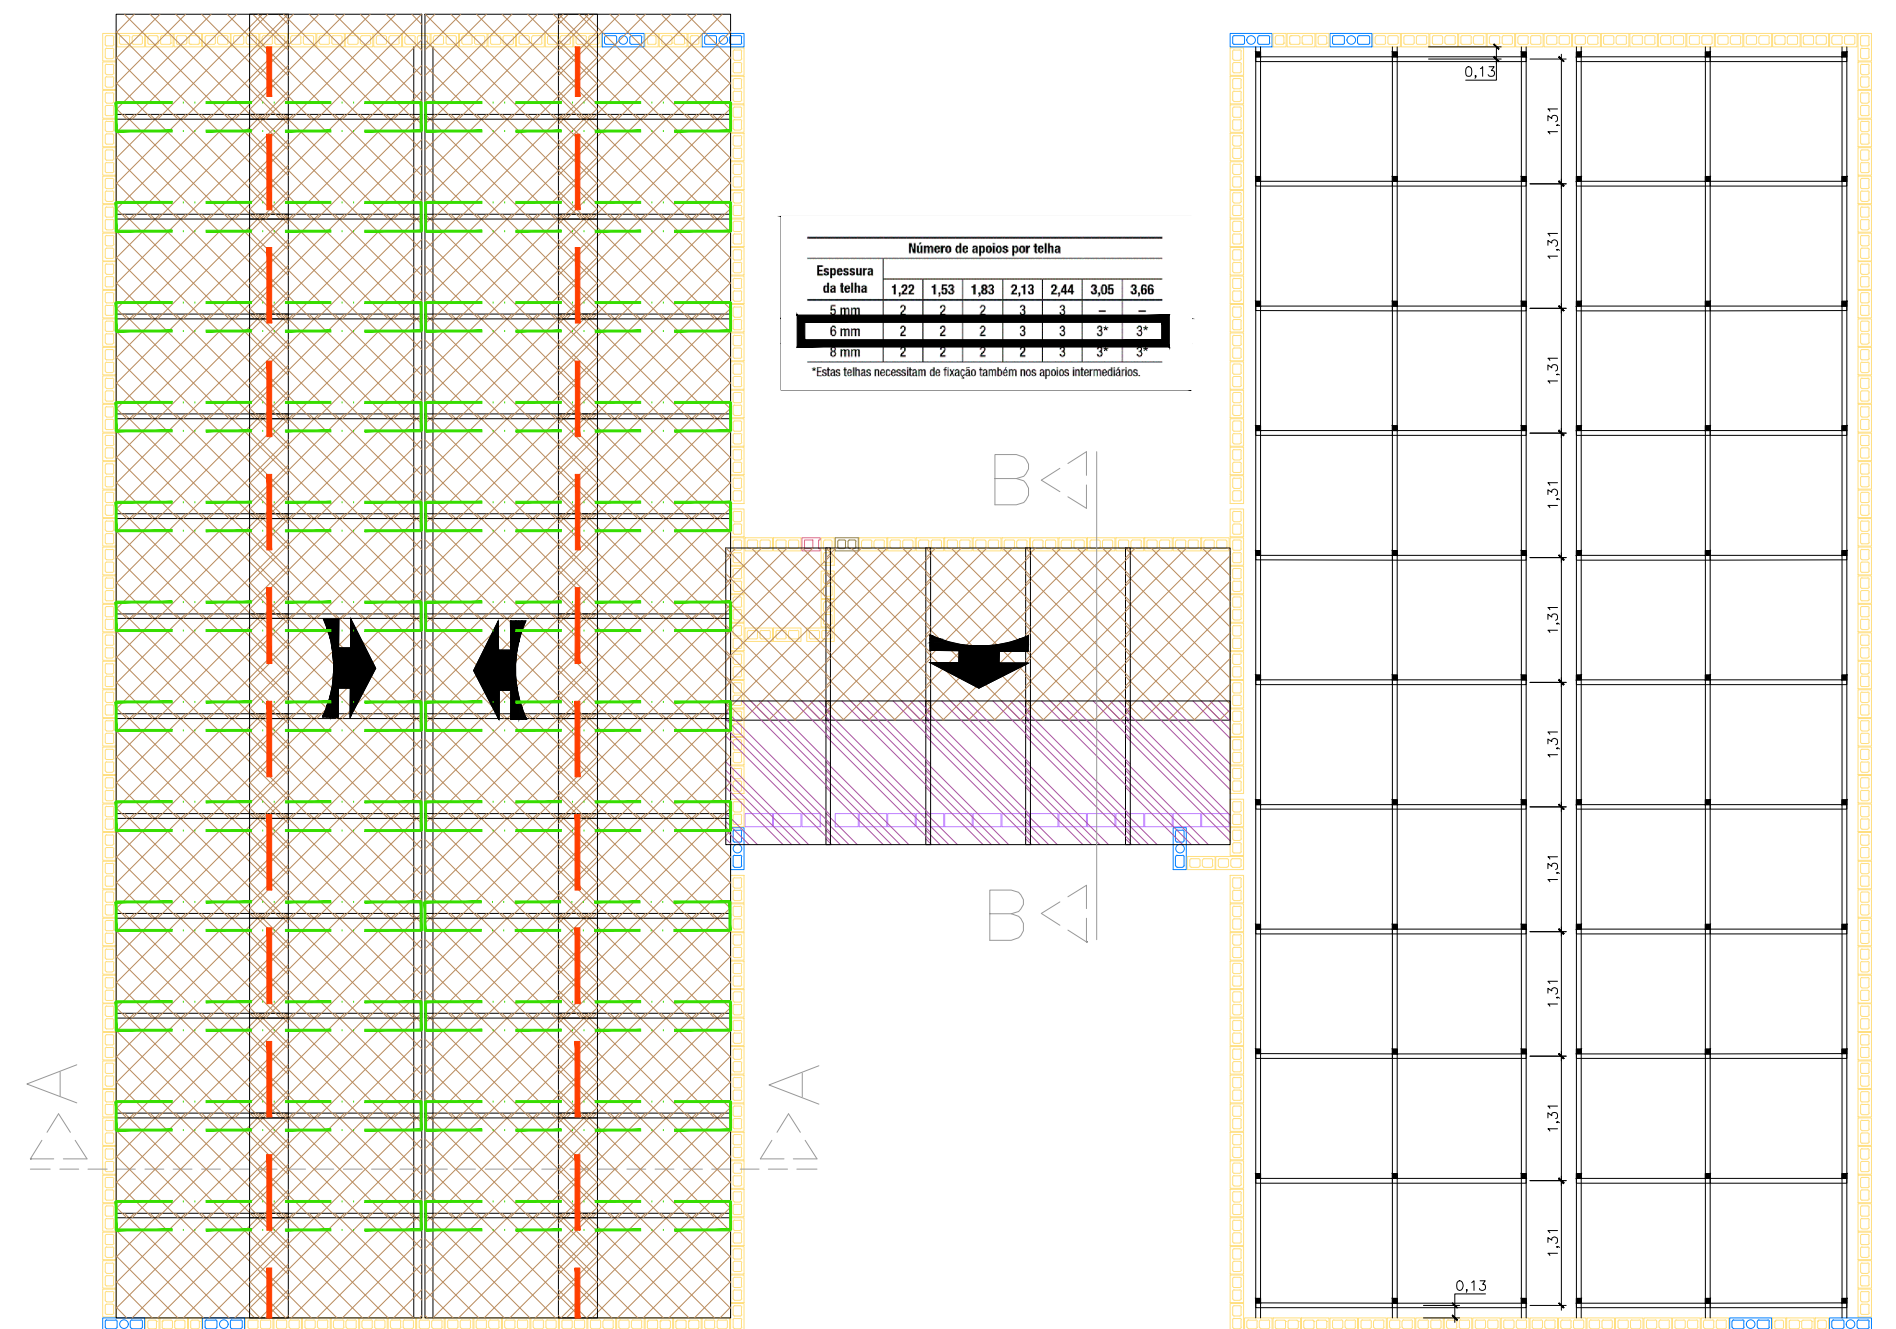 0,13
1,31
1,31
1,31
1,31
1,31
1,31
1,31
1,31
1,31
1,31
0,13
Número de apoios por telha
Espessura
da telha 1,22 1,53 1,83 2,13 2,44 3,05 3,66
5 mm 2 2 2 3 3 – –
6 mm 2 2 2 3 3 3* 3*
8 mm 2 2 2 2 3 3* 3*
*Estas telhas necessitam de fixação também nos apoios intermediários.
B
B
A
A